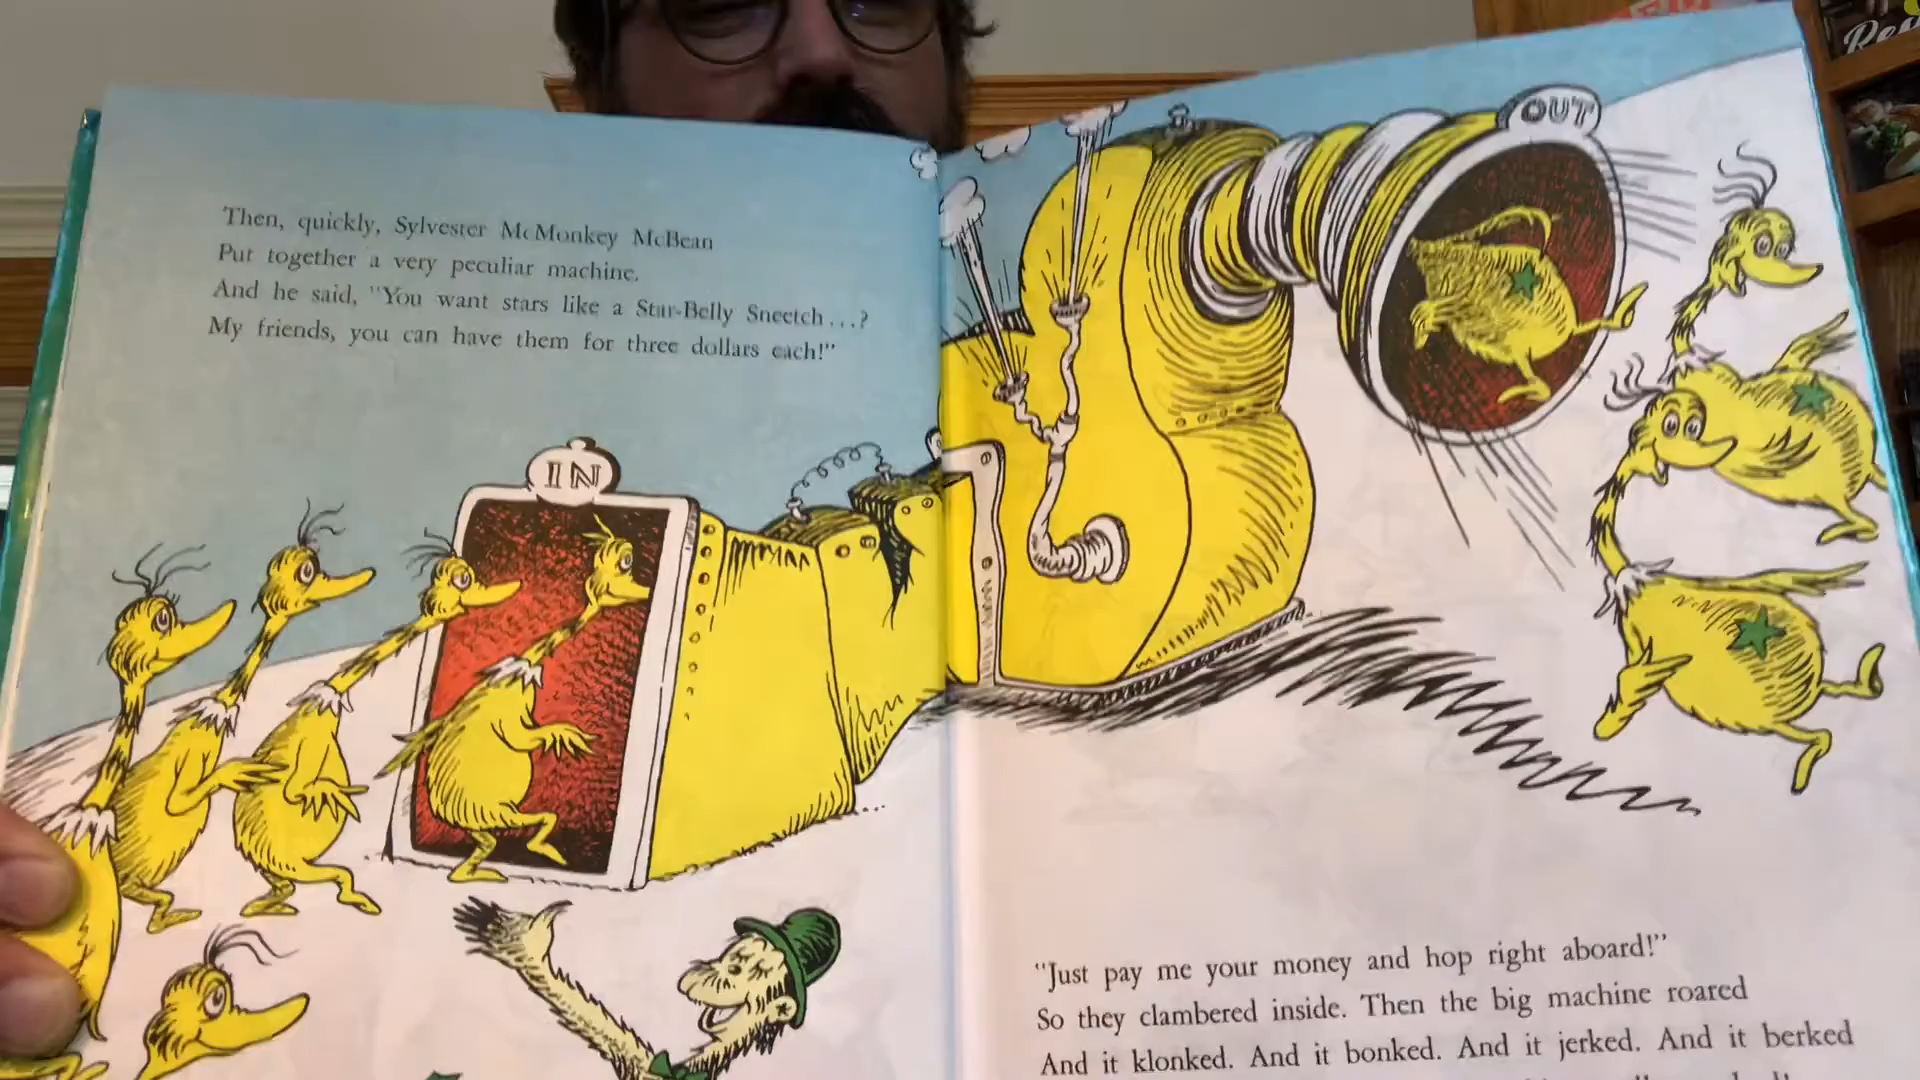 Then, quickly, Sylvester McMonkey McBean
Put together a very peculiar machine.
And he said, "You want stars like a Star-Belly Sneetch...?
My friends, you can have them for three dollars each!"
IN
OUT
"Just pay me your money and hop right aboard!"
So they clambered inside. Then the big machine roared
And it klonked. And it bonked. And it jerked. And it berked